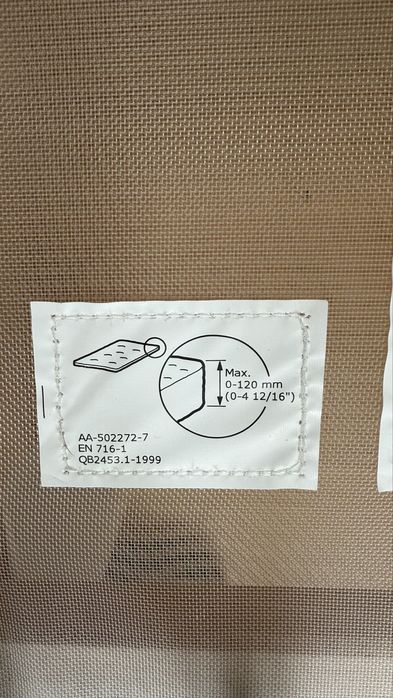 Max.
0-120 mm
(0-4 12/16")
AA-502272-7
EN 716-1
QB2453.1-1999